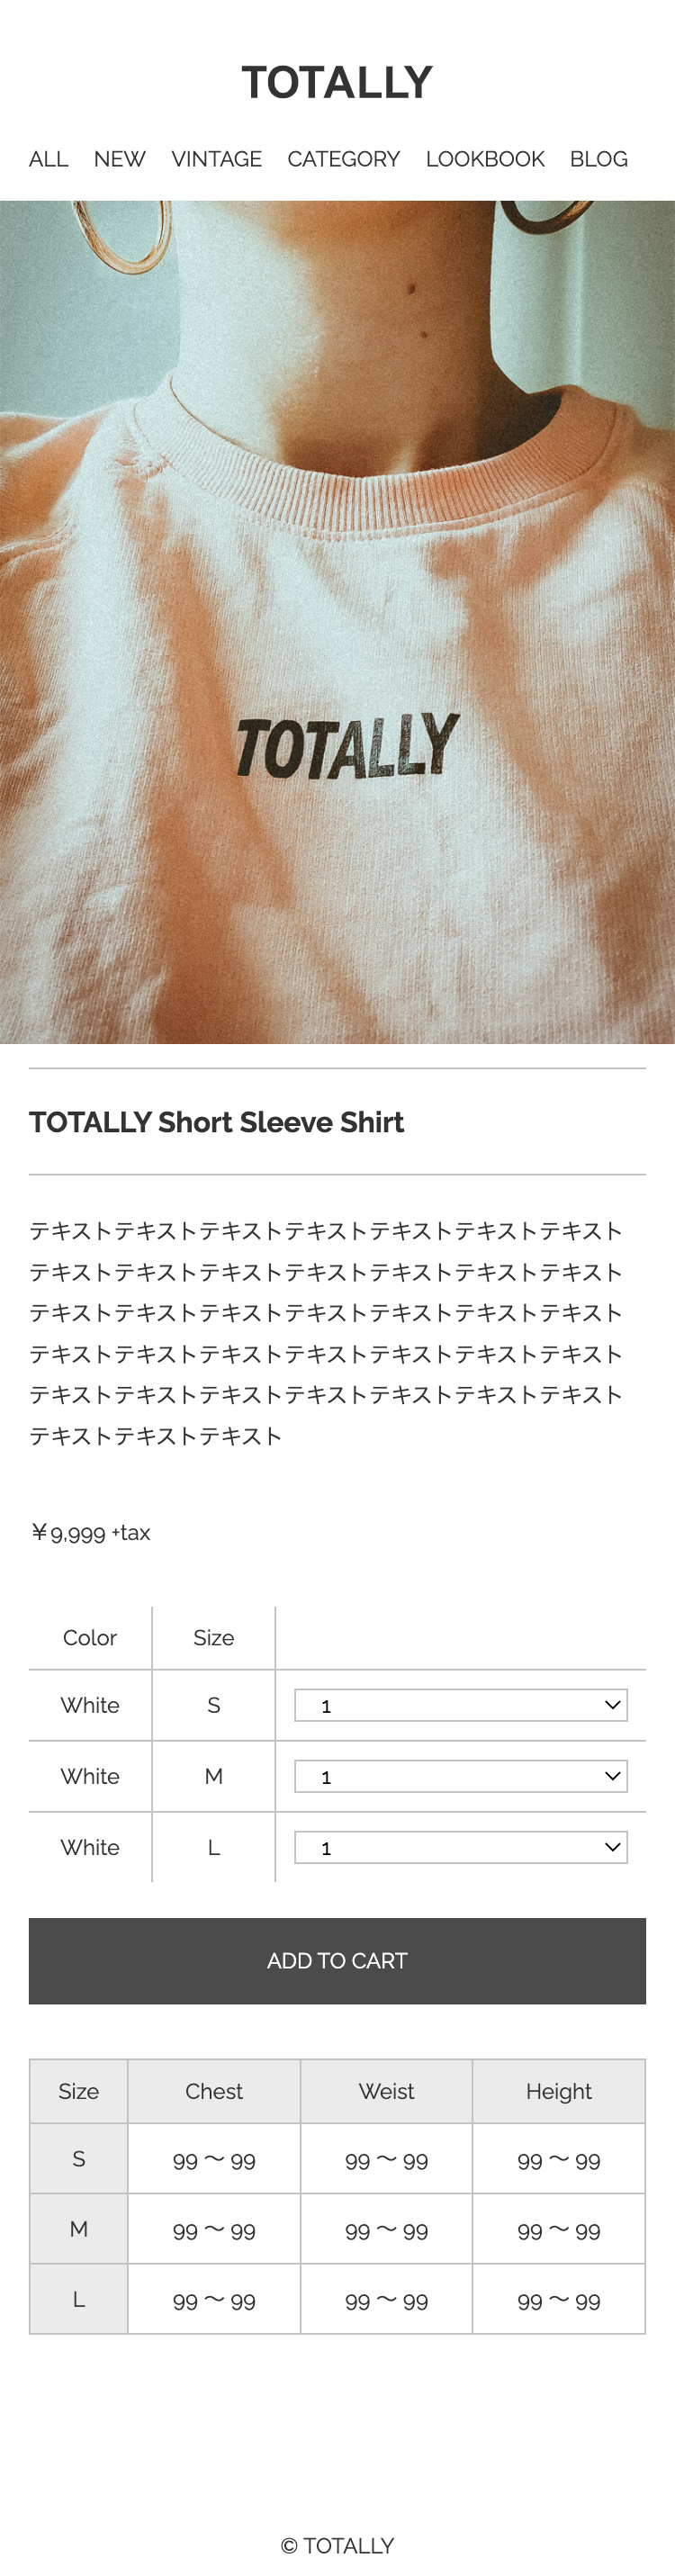 TOTALLY
ALL NEW VINTAGE CATEGORY LOOKBOOK BLOG
TOTALLY
TOTALLY Short Sleeve Shirt
テキストテキストテキストテキストテキストテキストテキスト
テキストテキストテキストテキストテキストテキストテキスト
テキストテキストテキストテキストテキストテキストテキスト
テキストテキストテキストテキストテキストテキストテキスト
テキストテキストテキストテキストテキストテキストテキスト
テキストテキストテキスト
￥9,999 +tax
Color Size
White S 1
White M 1
White L 1
ADD TO CART
Size Chest Weist Height
S 99 〜 99 99 〜 99 99 〜 99
M 99 〜 99 99 〜 99 99 〜 99
L 99 〜 99 99 〜 99 99 〜 99
© TOTALLY